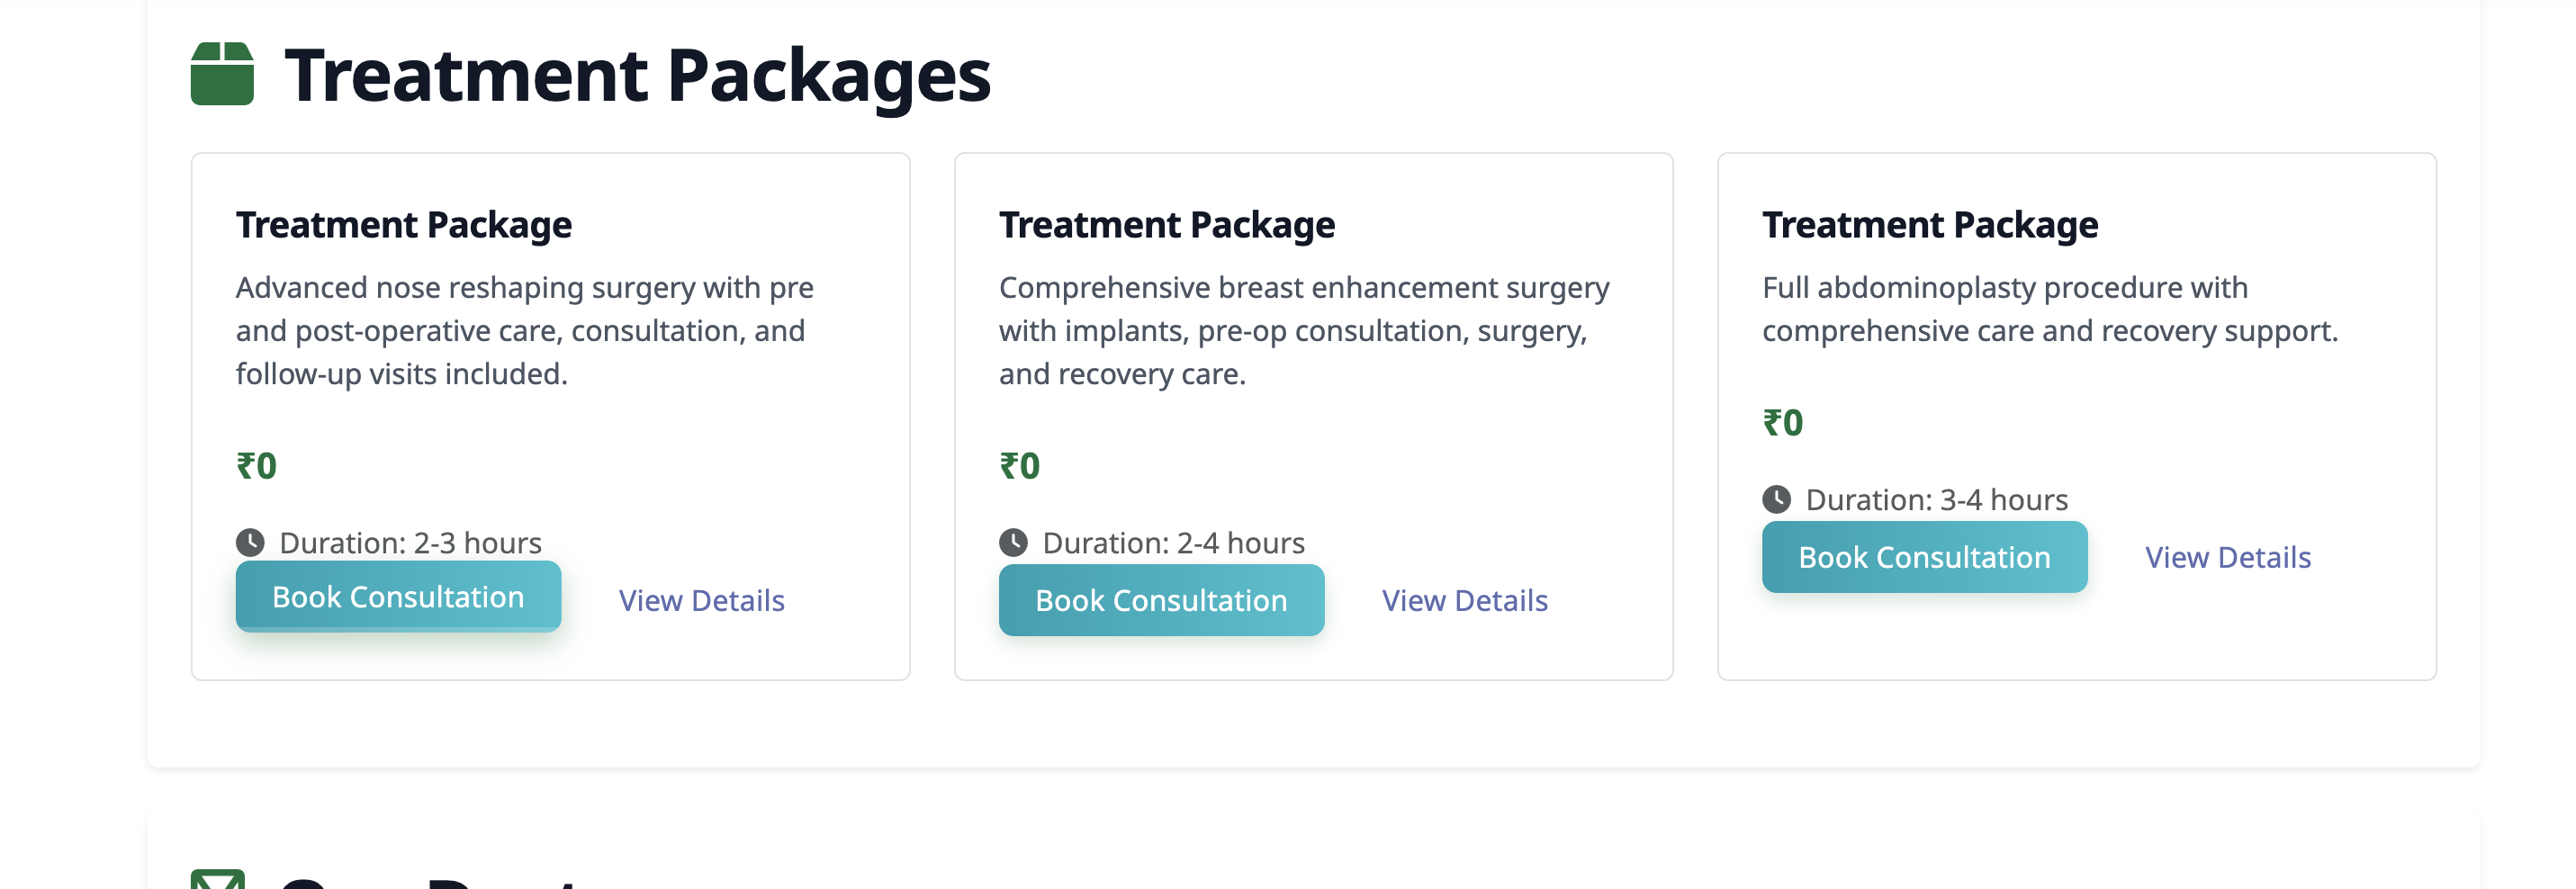 Treatment Packages
Treatment Package
Advanced nose reshaping surgery with pre
and post-operative care, consultation, and
follow-up visits included.
₹0
Duration: 2-3 hours
Book Consultation
View Details
Treatment Package
Comprehensive breast enhancement surgery
with implants, pre-op consultation, surgery,
and recovery care.
₹0
Duration: 2-4 hours
Book Consultation
View Details
Treatment Package
Full abdominoplasty procedure with
comprehensive care and recovery support.
₹0
Duration: 3-4 hours
Book Consultation
View Details